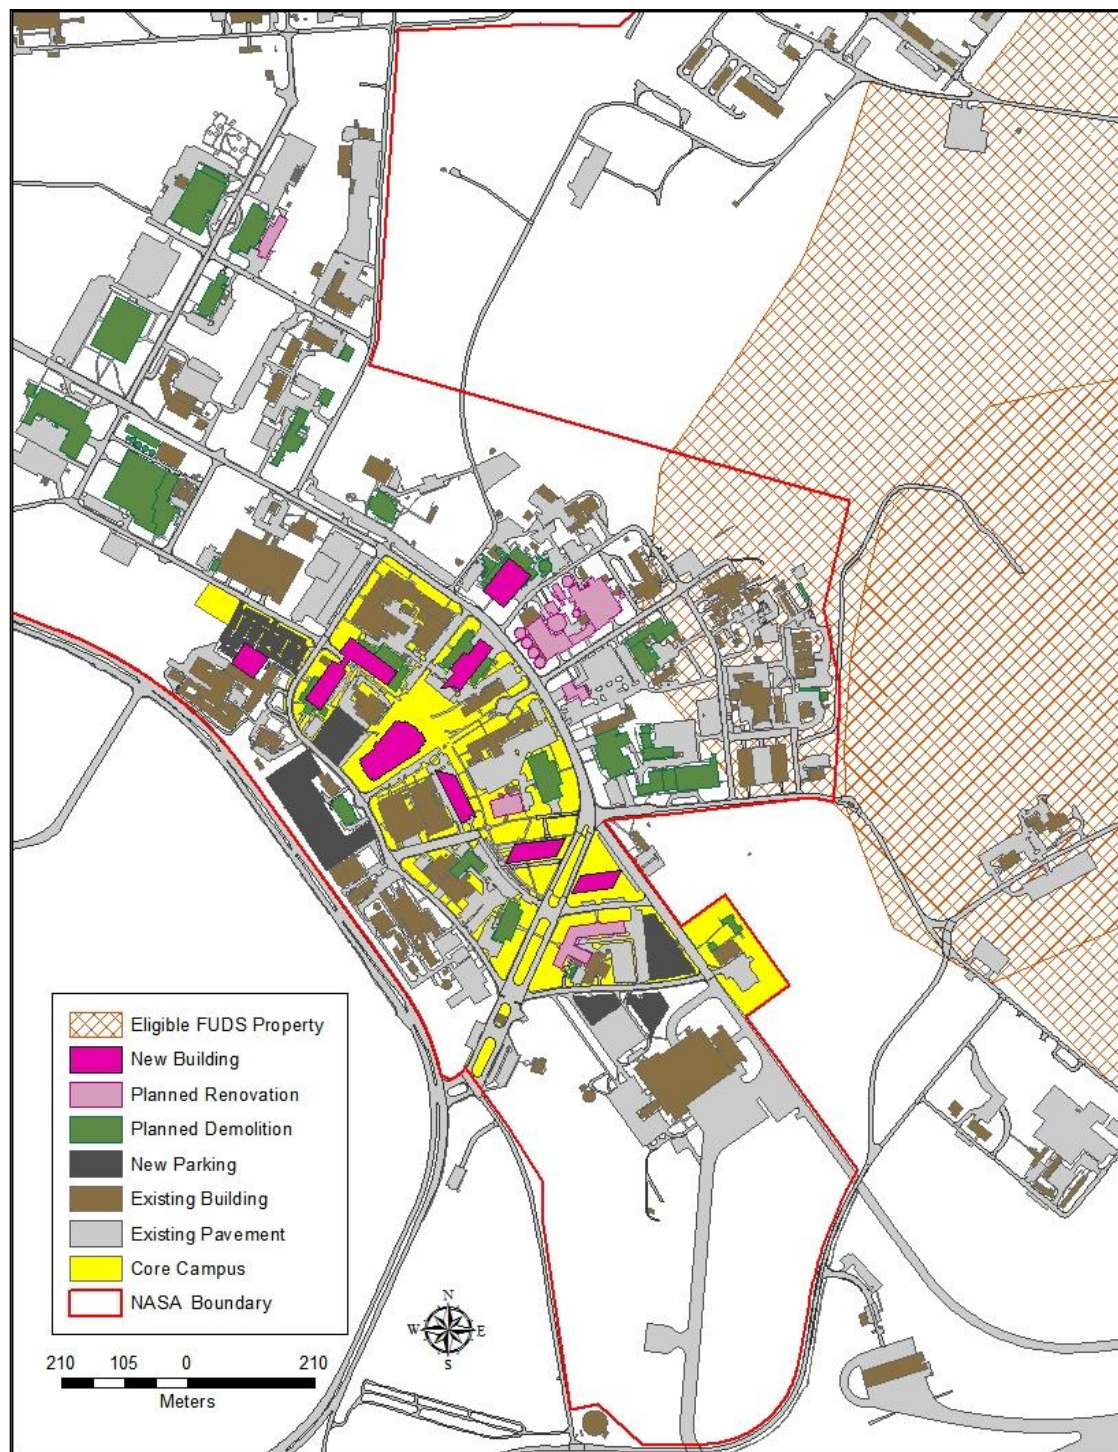 Eligible FUDS Property
New Building
Planned Renovation
Planned Demolition
New Parking
Existing Building
Existing Pavement
Core Campus
NASA Boundary
N
W E
S
210 105 0 210
Meters